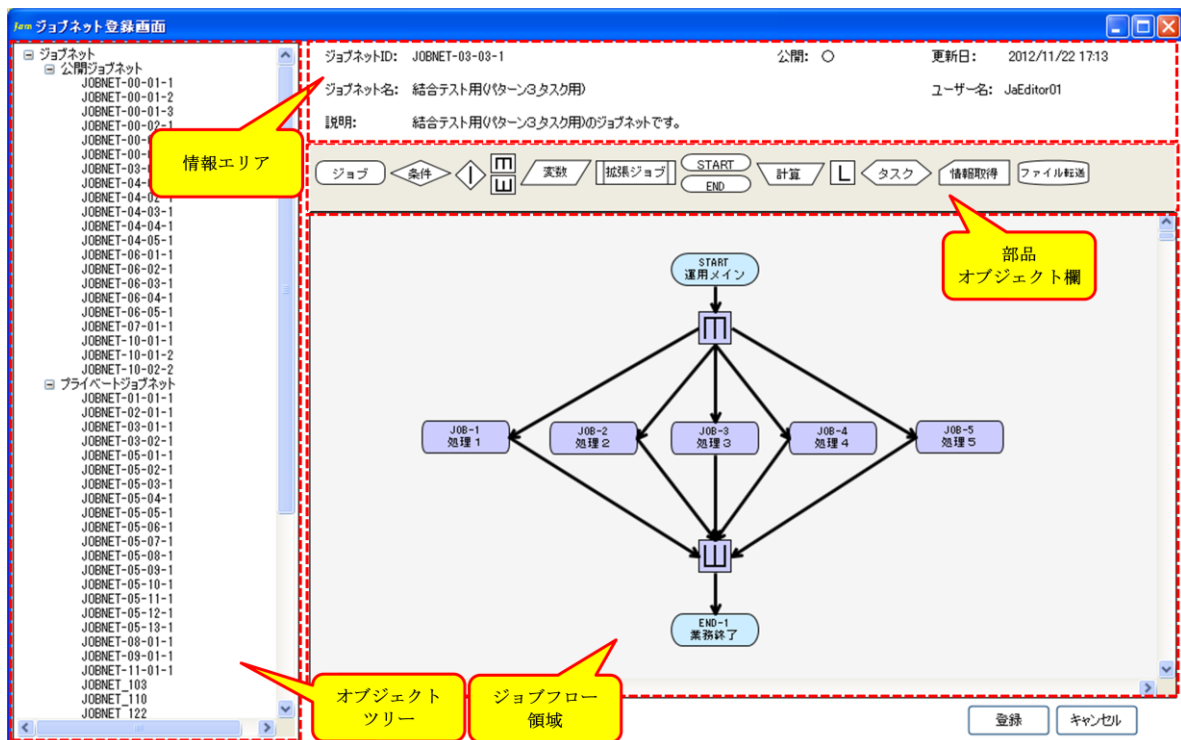 Jam ジョブネット登録画面
ジョブネット
公開ジョブネット
JOBNET-00-01-1
JOBNET-00-01-2
JOBNET-00-01-3
JOBNET-00-02-1
JOBNET-00-
JOBNET-00-
JOBNET-03-
JOBNET-04-
JOBNET-04-02-1
JOBNET-04-03-1
JOBNET-04-04-1
JOBNET-04-05-1
JOBNET-06-01-1
JOBNET-06-02-1
JOBNET-06-03-1
JOBNET-06-04-1
JOBNET-06-05-1
JOBNET-07-01-1
JOBNET-10-01-1
JOBNET-10-01-2
JOBNET-10-02-2
プライベートジョブネット
JOBNET-01-01-1
JOBNET-02-01-1
JOBNET-03-01-1
JOBNET-03-02-1
JOBNET-05-01-1
JOBNET-05-02-1
JOBNET-05-03-1
JOBNET-05-04-1
JOBNET-05-05-1
JOBNET-05-06-1
JOBNET-05-07-1
JOBNET-05-08-1
JOBNET-05-09-1
JOBNET-05-10-1
JOBNET-05-11-1
JOBNET-05-12-1
JOBNET-05-13-1
JOBNET-08-01-1
JOBNET-09-01-1
JOBNET-11-01-1
JOBNET_103
JOBNET_110
JOBNET_122
情報エリア
オブジェクト
ツリー
ジョブネットID: JOBNET-03-03-1 公開: ○ 更新日: 2012/11/22 17:13
ジョブネット名: 結合テスト用(パターン3,タスク用) ユーザー名: JaEditor01
説明: 結合テスト用(パターン3,タスク用)のジョブネットです。
ジョブ
条件
変数
拡張ジョブ
START
END
計算
L
タスク
情報取得
ファイル転送
部品
オブジェクト欄
START
運用メイン
JOB-1
処理1
JOB-2
処理2
JOB-3
処理3
JOB-4
処理4
JOB-5
処理5
END-1
業務終了
ジョブフロー
領域
登録
キャンセル